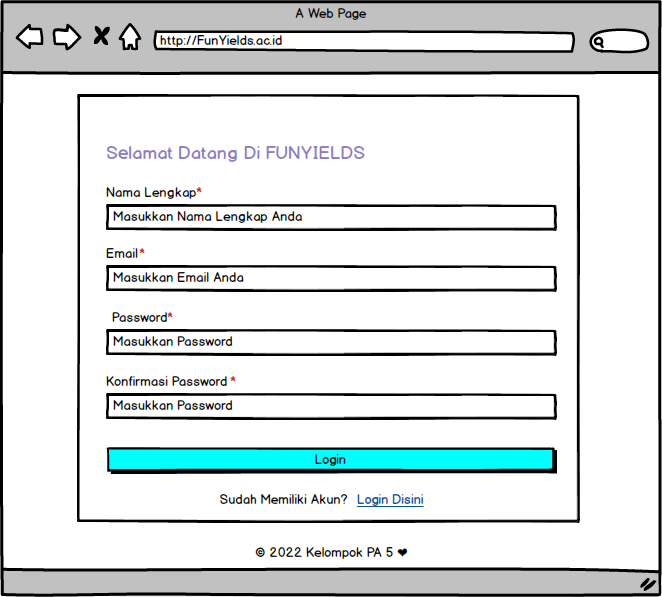 A Web Page
http://FunYields.ac.id
Selamat Datang Di FUNYIELDS
Nama Lengkap*
Masukkan Nama Lengkap Anda
Email*
Masukkan Email Anda
Password*
Masukkan Password
Konfirmasi Password *
Masukkan Password
Login
Sudah Memiliki Akun? Login Disini
© 2022 Kelompok PA 5 ❤